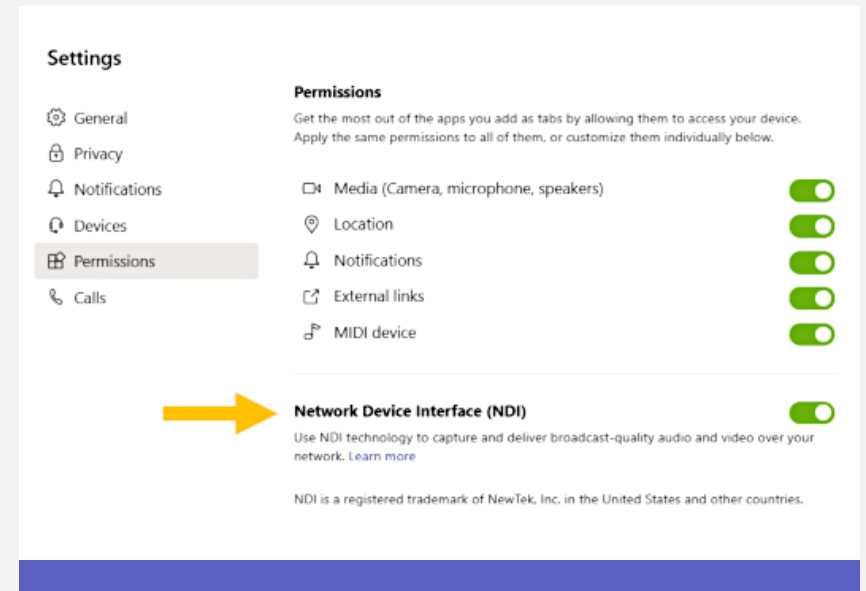 Settings
General
Privacy
Notifications
Devices
Permissions
Calls
Permissions
Get the most out of the apps you add as tabs by allowing them to access your device.
Apply the same permissions to all of them, or customize them individually below.
Media (Camera, microphone, speakers)
Location
Notifications
External links
MIDI device
Network Device Interface (NDI)
Use NDI technology to capture and deliver broadcast-quality audio and video over your
network. Learn more
NDI is a registered trademark of NewTek, Inc. in the United States and other countries.